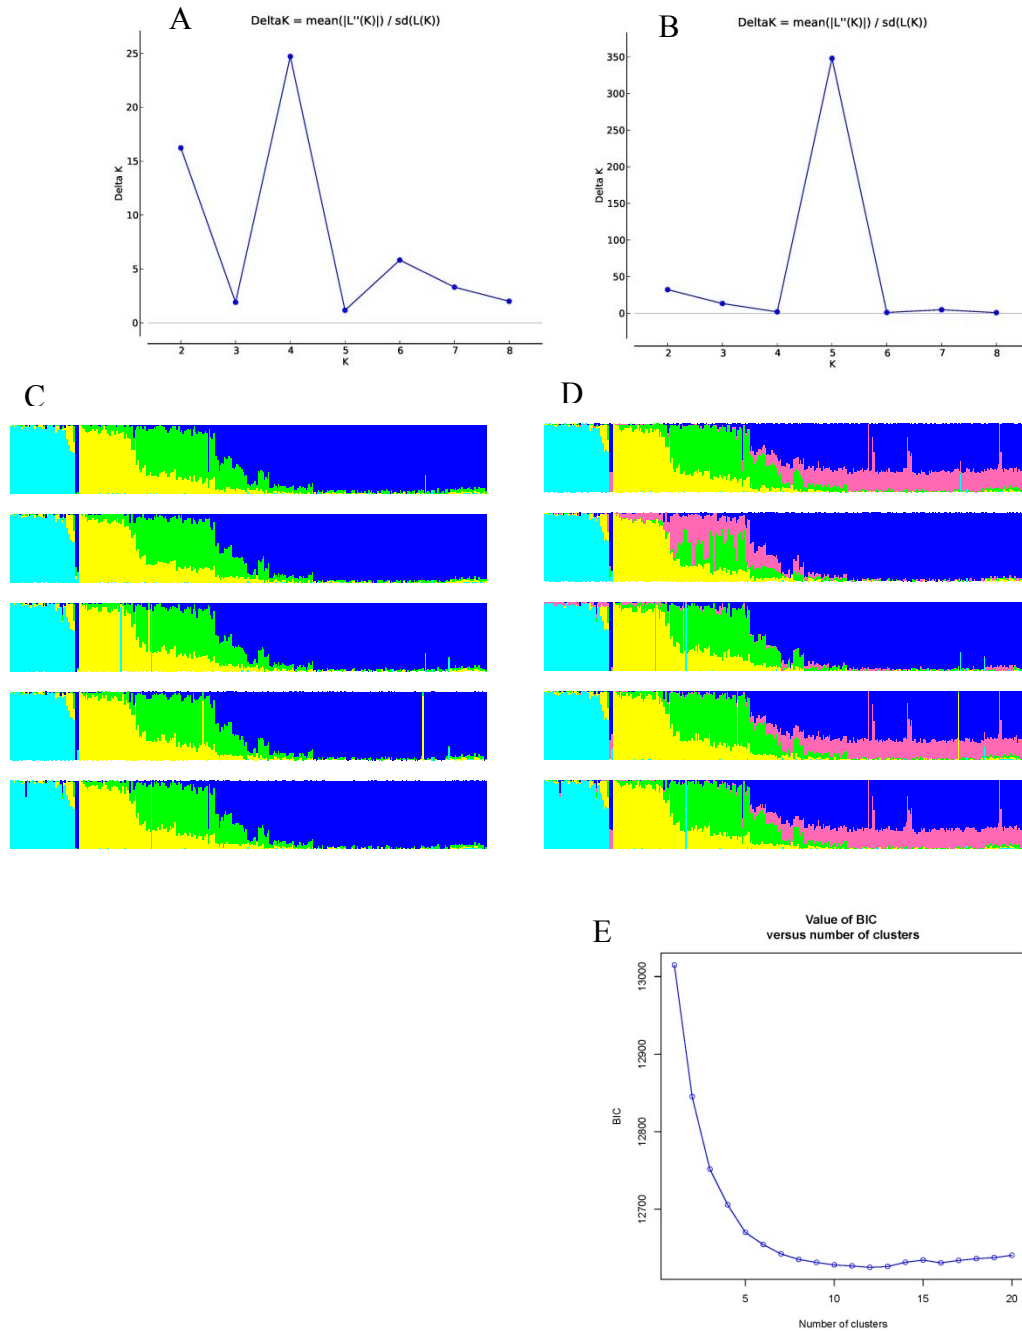 A
DeltaK = mean(|L''(K)|) / sd(L(K))
25
20
15
10
5
0
Delta K
2 3 4 5 6 7 8
K
B
DeltaK = mean(|L''(K)|) / sd(L(K))
350
300
250
200
150
100
50
0
Delta K
2 3 4 5 6 7 8
K
C
D
E
Value of BIC
versus number of clusters
13000
12900
12800
12700
BIC
5 10 15 20
Number of clusters